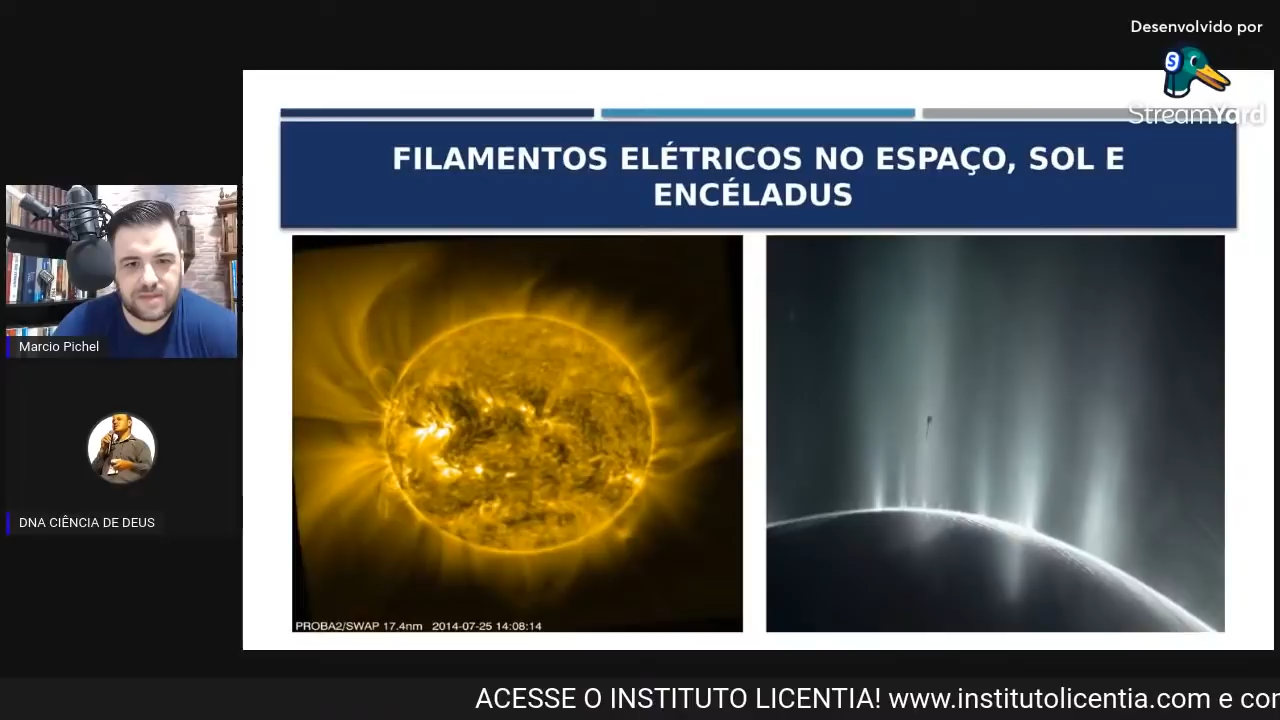 Desenvolvido por
S
StreamYard
FILAMENTOS ELÉTRICOS NO ESPAÇO, SOL E
ENCÉLADUS
Marcio Pichel
DNA CIÊNCIA DE DEUS
PROBA2/SWAP 17.4nm 2014-07-25 14:08:14
ACESSE O INSTITUTO LICENTIA! www.institutolicentia.com e co